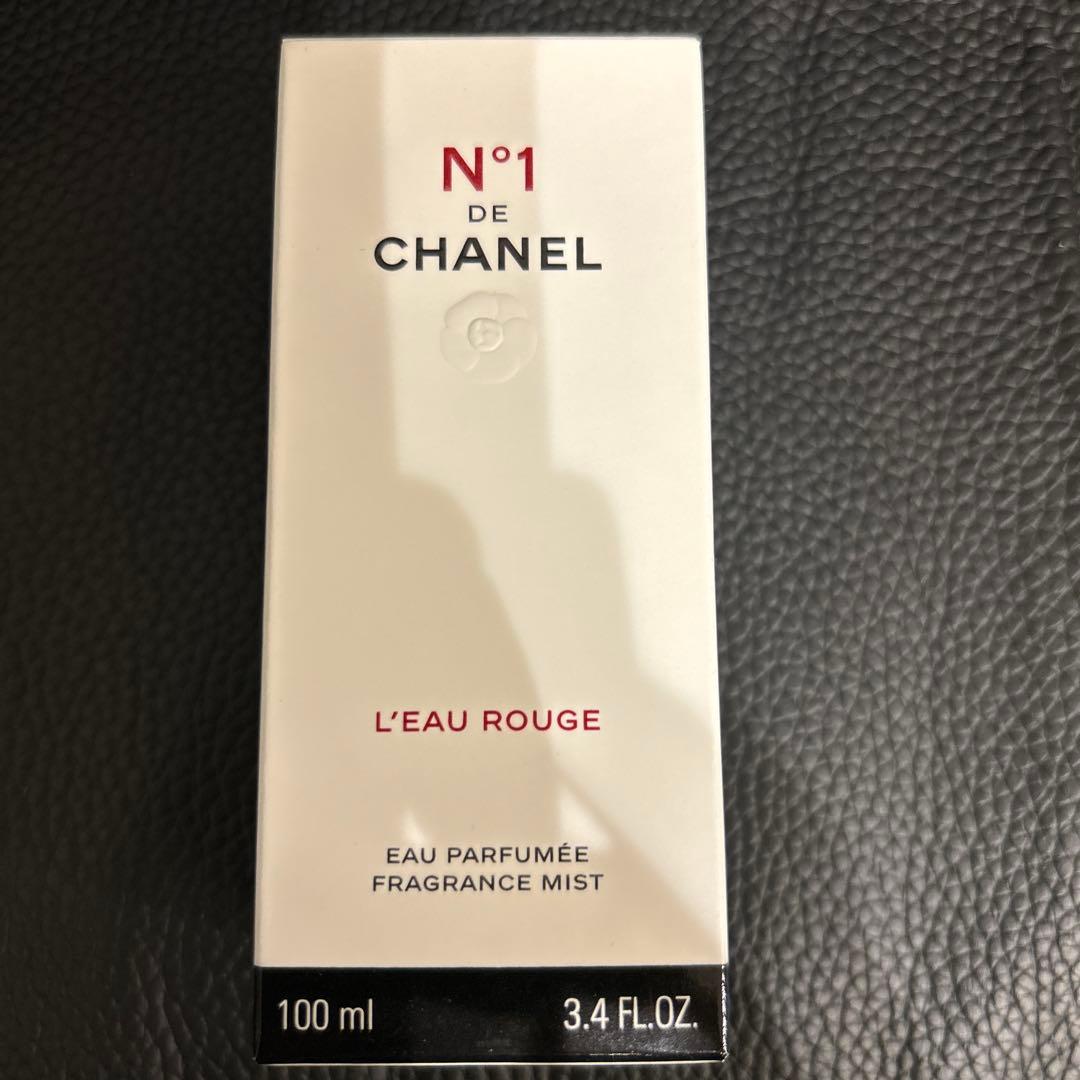 N°1
DE
CHANEL
L'EAU ROUGE
EAU PARFUMÉE
FRAGRANCE MIST
100 ml 3.4 FL.OZ.